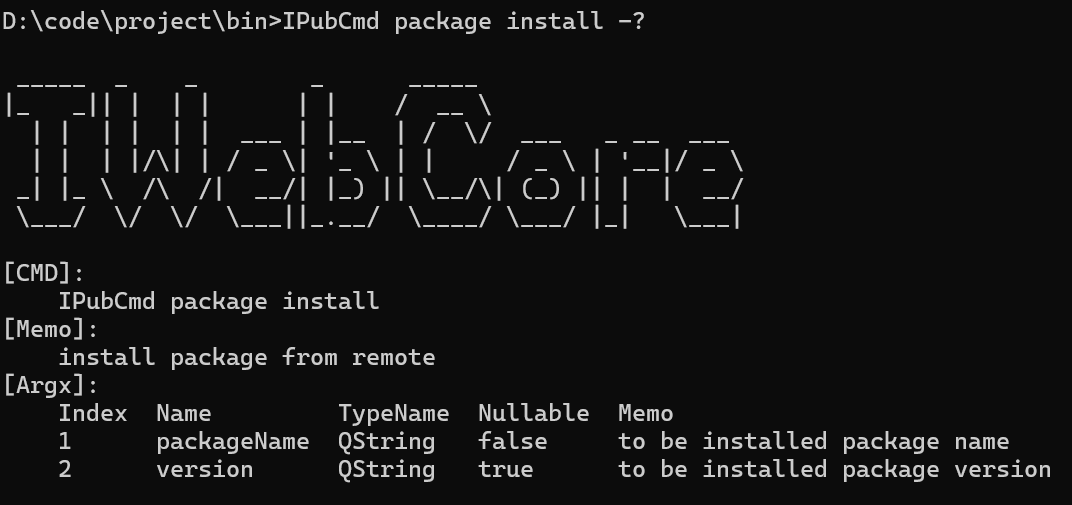 D:\code\project\bin>IPubCmd package install -?
IWebCore
[CMD]:
IPubCmd package install
[Memo]:
install package from remote
[Argx]:
Index Name TypeName Nullable Memo
1 packageName QString false to be installed package name
2 version QString true to be installed package version